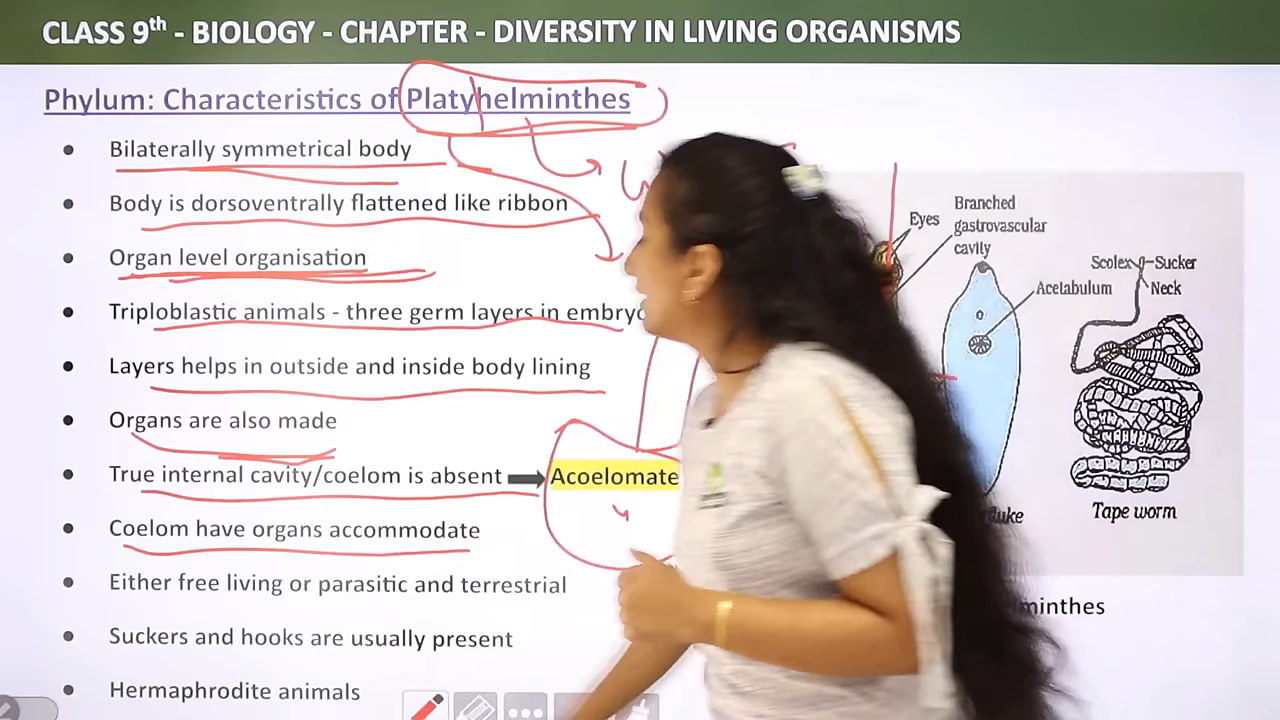 CLASS 9th - BIOLOGY - CHAPTER - DIVERSITY IN LIVING ORGANISMS
Phylum: Characteristics of Platyhelminthes
• Bilaterally symmetrical body
• Body is dorsoventrally flattened like ribbon
• Organ level organisation
• Triploblastic animals - three germ layers in embryo
• Layers helps in outside and inside body lining
• Organs are also made
• True internal cavity/coelom is absent Acoelomate
• Coelom have organs accommodate
• Either free living or parasitic and terrestrial
• Suckers and hooks are usually present
• Hermaphrodite animals
Eyes
Branched
gastrovascular
cavity
Acetabulum
Scolex
Sucker
Neck
Tape worm